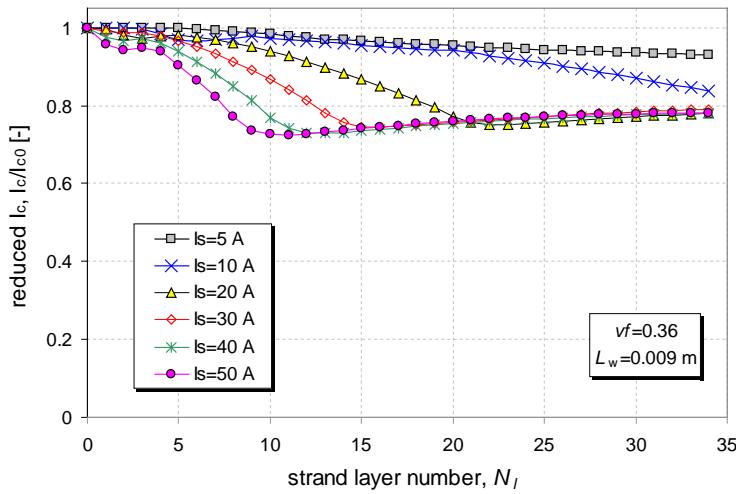 reduced Ic, Ic/Ic0 [-]
1
0.8
0.6
0.4
0.2
0
Is=5 A
Is=10 A
Is=20 A
Is=30 A
Is=40 A
Is=50 A
vf=0.36
Lw=0.009 m
0 5 10 15 20 25 30 35
strand layer number, Nl